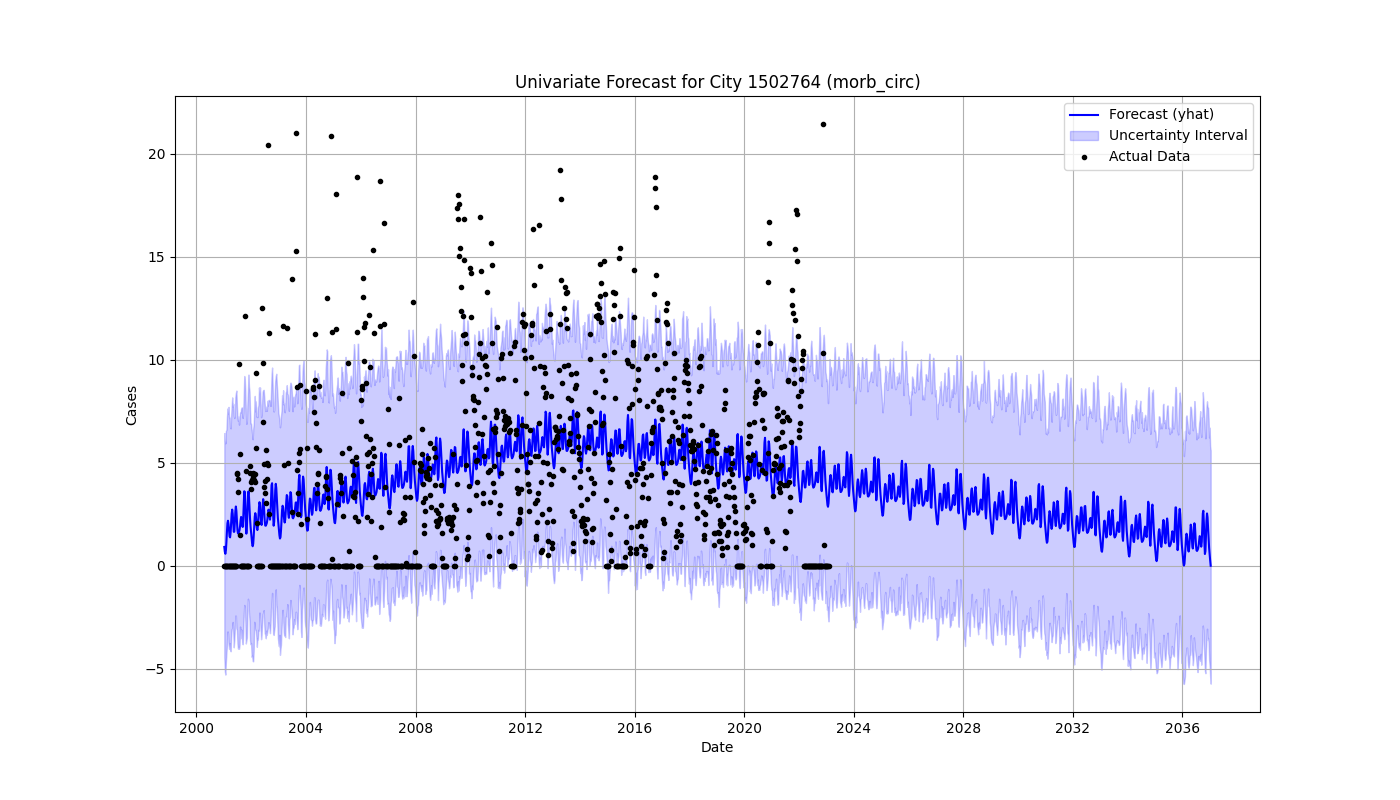 Univariate Forecast for City 1502764 (morb_circ)
Forecast (yhat)
Uncertainty Interval
Actual Data
20
15
10
5
0
−5
Cases
2000 2004 2008 2012 2016 2020 2024 2028 2032 2036
Date